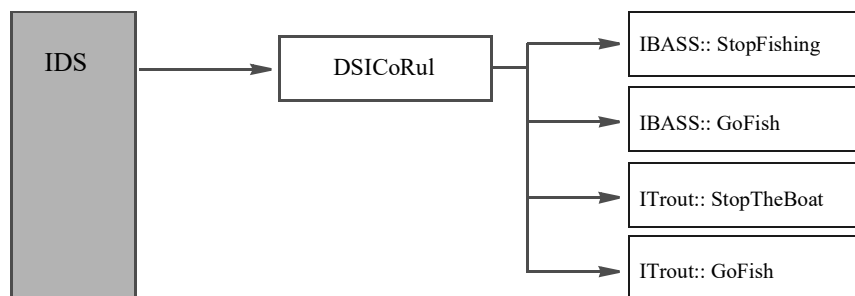 IDS
DSICoRul
IBASS:: StopFishing
IBASS:: GoFish
ITrout:: StopTheBoat
ITrout:: GoFish